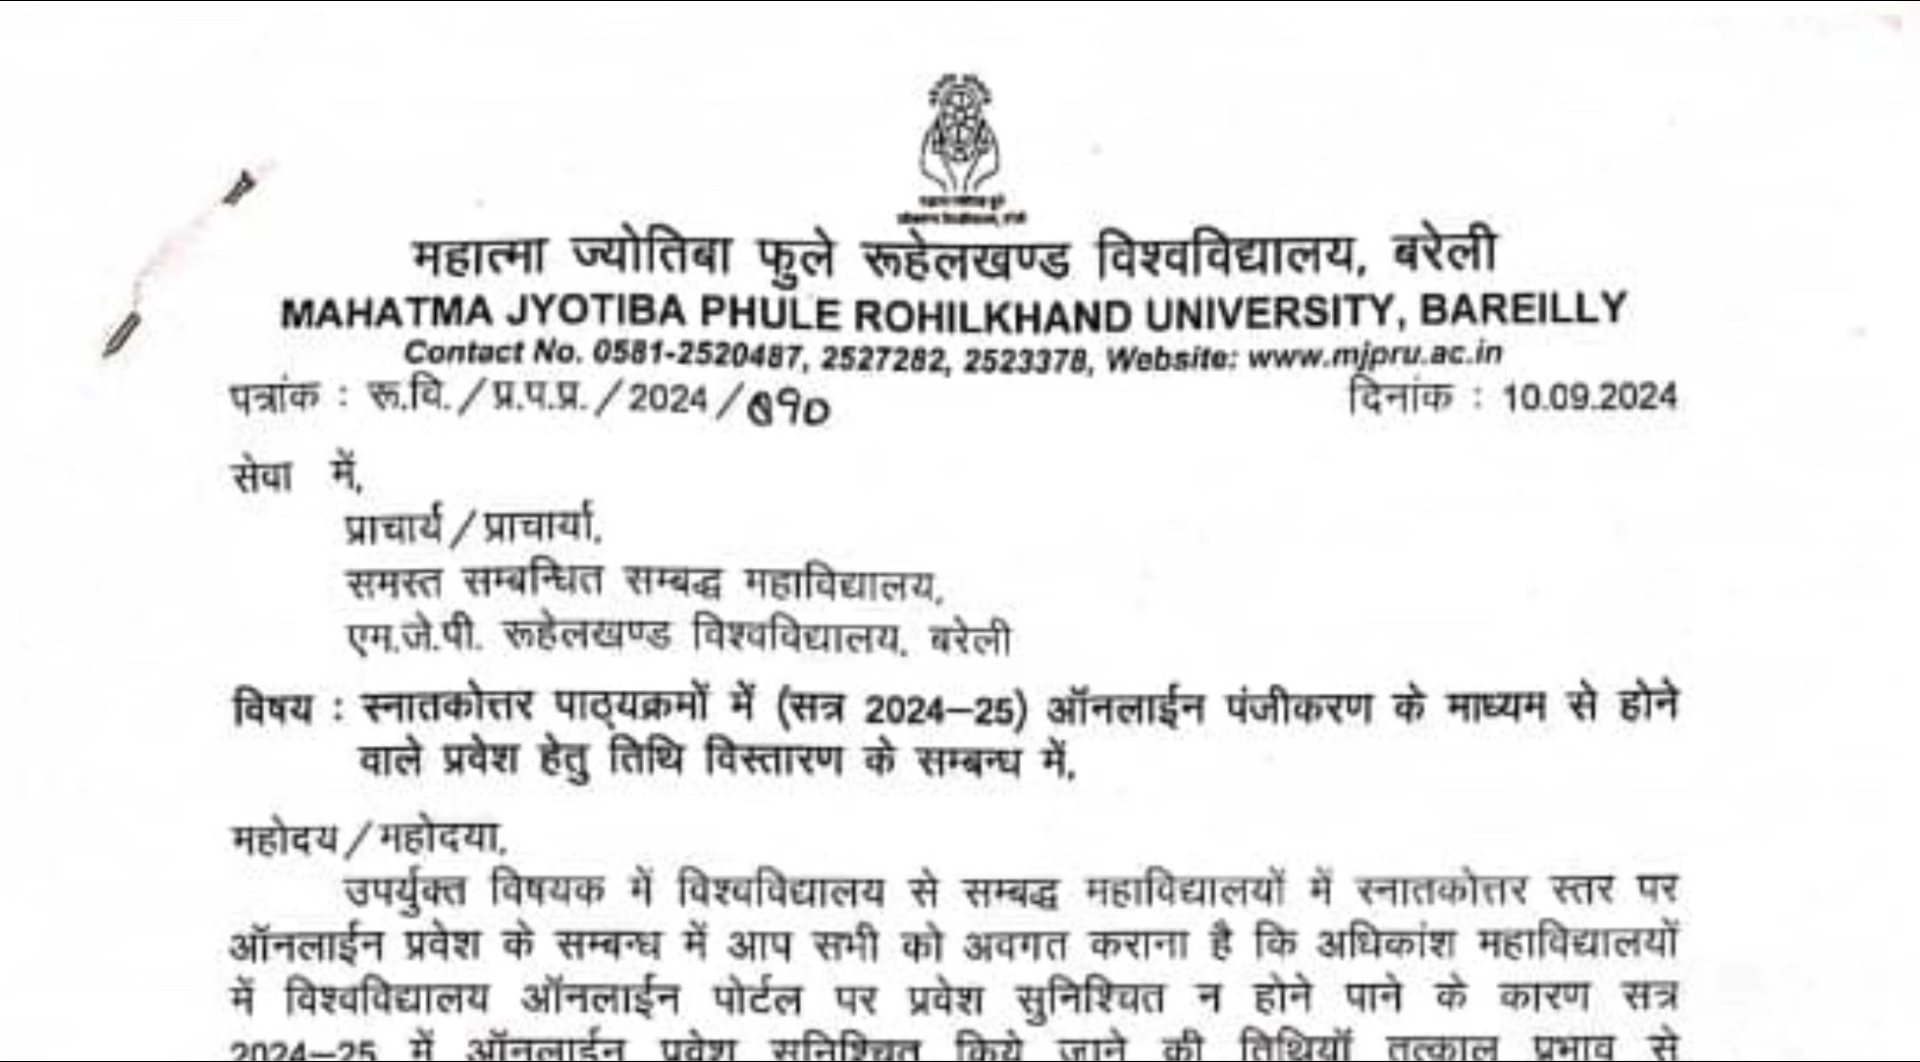 महात्मा ज्योतिबा फुले रूहेलखण्ड विश्वविद्यालय, बरेली
MAHATMA JYOTIBA PHULE ROHILKHAND UNIVERSITY, BAREILLY
Contact No. 0581-2520487, 2527282, 2523378, Website: www.mjpru.ac.in
पत्रांक : रू.वि./प्र.प.प्र./2024/ दिनांक : 10.09.2024
सेवा में,
प्राचार्य/प्राचार्या,
समस्त सम्बन्धित सम्बद्ध महाविद्यालय,
एम.जे.पी. रूहेलखण्ड विश्वविद्यालय, बरेली
विषय : स्नातकोत्तर पाठ्यक्रमों में (सत्र 2024–25) ऑनलाईन पंजीकरण के माध्यम से होने
वाले प्रवेश हेतु तिथि विस्तारण के सम्बन्ध में,
महोदय/महोदया,
उपर्युक्त विषयक में विश्वविद्यालय से सम्बद्ध महाविद्यालयों में स्नातकोत्तर स्तर पर
ऑनलाईन प्रवेश के सम्बन्ध में आप सभी को अवगत कराना है कि अधिकांश महाविद्यालयों
में विश्वविद्यालय ऑनलाईन पोर्टल पर प्रवेश सुनिश्चित न होने पाने के कारण सत्र
2024–25 में ऑनलाईन प्रवेश सुनिश्चित किये जाने की तिथियाँ तत्काल प्रभाव से